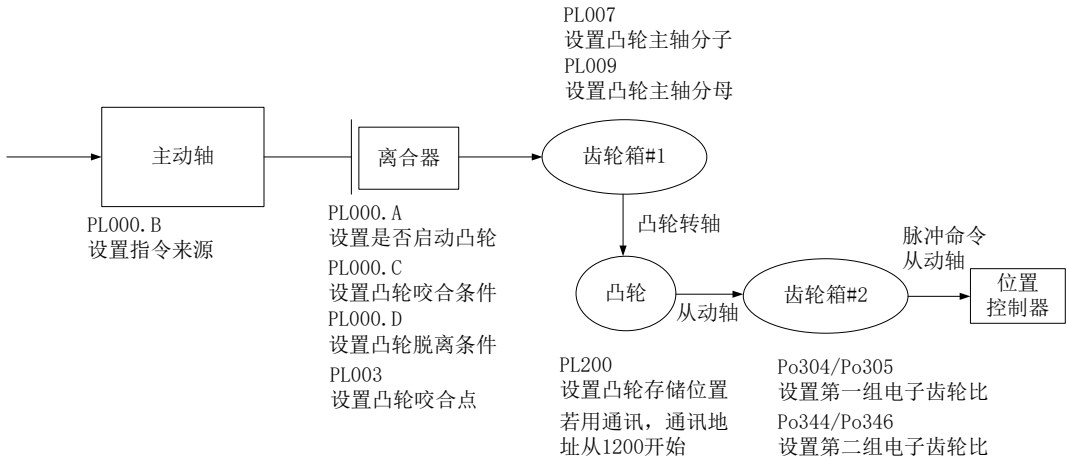 PL007
设置凸轮主轴分子
PL009
设置凸轮主轴分母
主动轴
离合器
齿轮箱#1
PL000.B
设置指令来源
PL000.A
设置是否启动凸轮
PL000.C
设置凸轮咬合条件
PL000.D
设置凸轮脱离条件
PL003
设置凸轮咬合点
凸轮转轴
凸轮
从动轴
齿轮箱#2
脉冲命令
从动轴
位置
控制器
PL200
设置凸轮存储位置
若用通讯，通讯地
址从1200开始
Po304/Po305
设置第一组电子齿轮比
Po344/Po346
设置第二组电子齿轮比